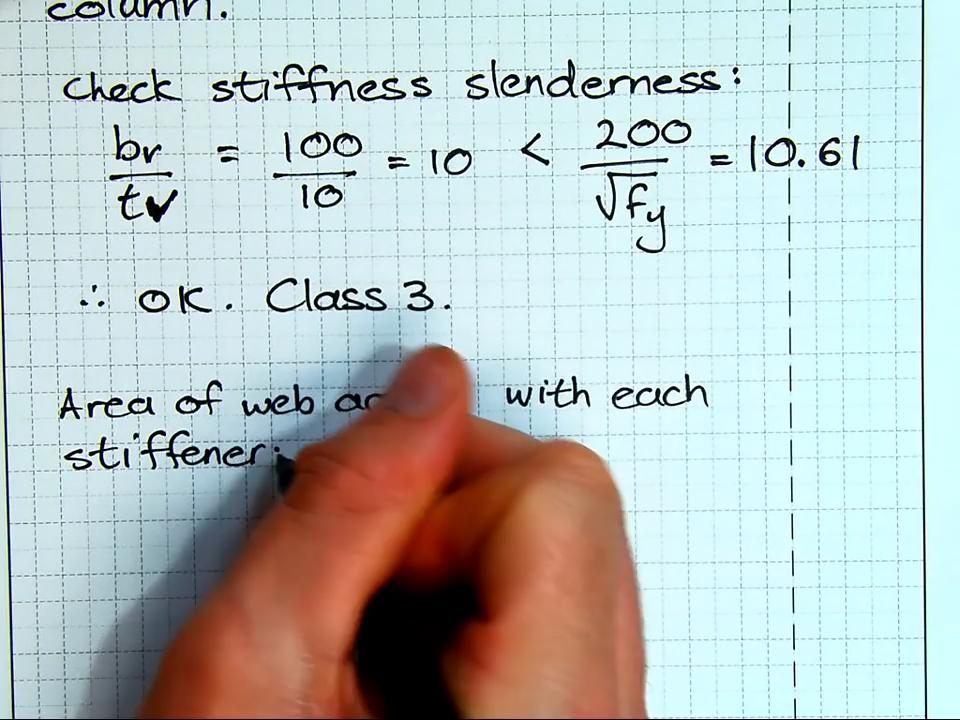 column.
Check stiffness slenderness:
br/tr = 100/10 = 10 < 200/√fy = 10.61
∴ OK. Class 3.
Area of web with each
stiffener: